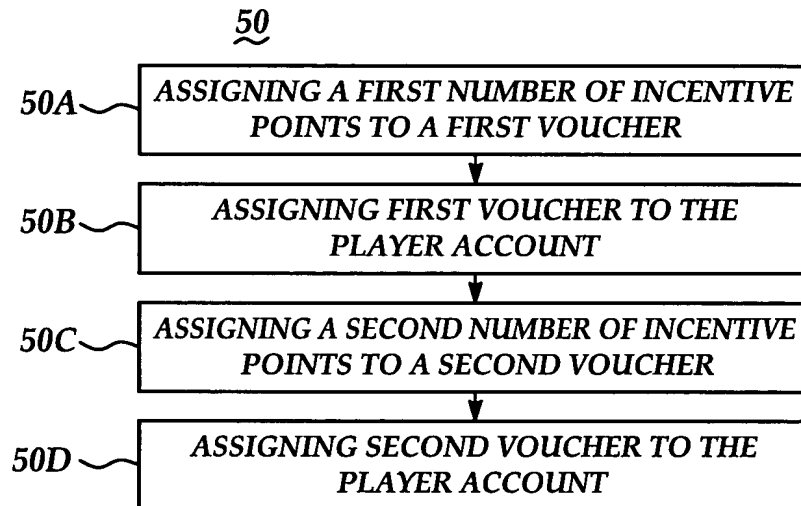 50
50A
ASSIGNING A FIRST NUMBER OF INCENTIVE
POINTS TO A FIRST VOUCHER
50B
ASSIGNING FIRST VOUCHER TO THE
PLAYER ACCOUNT
50C
ASSIGNING A SECOND NUMBER OF INCENTIVE
POINTS TO A SECOND VOUCHER
50D
ASSIGNING SECOND VOUCHER TO THE
PLAYER ACCOUNT